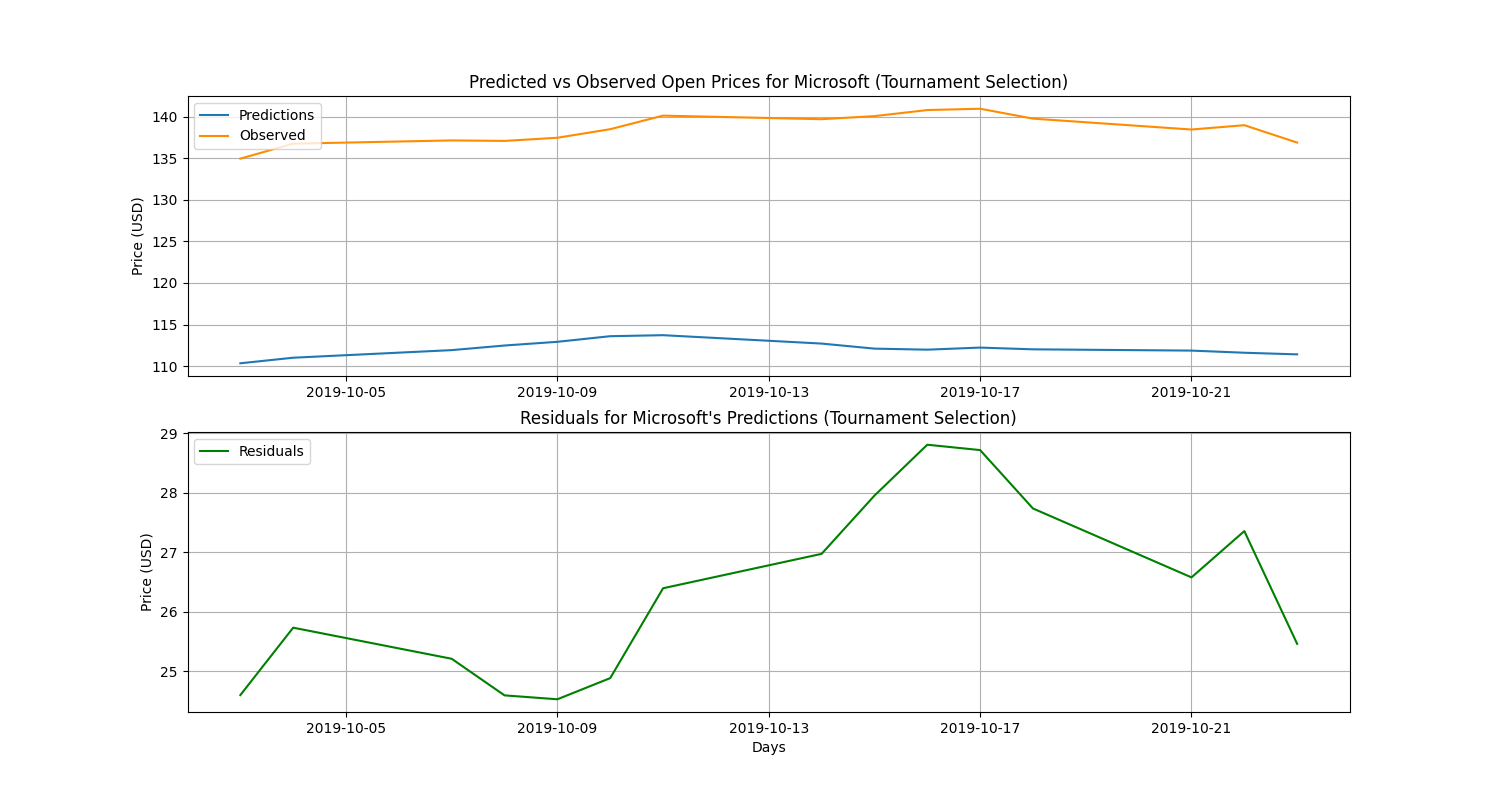 Predicted vs Observed Open Prices for Microsoft (Tournament Selection)
Predictions
Observed
Price (USD)
140
135
130
125
120
115
110
2019-10-05 2019-10-09 2019-10-13 2019-10-17 2019-10-21
Residuals for Microsoft's Predictions (Tournament Selection)
Residuals
Price (USD)
29
28
27
26
25
2019-10-05 2019-10-09 2019-10-13 2019-10-17 2019-10-21
Days